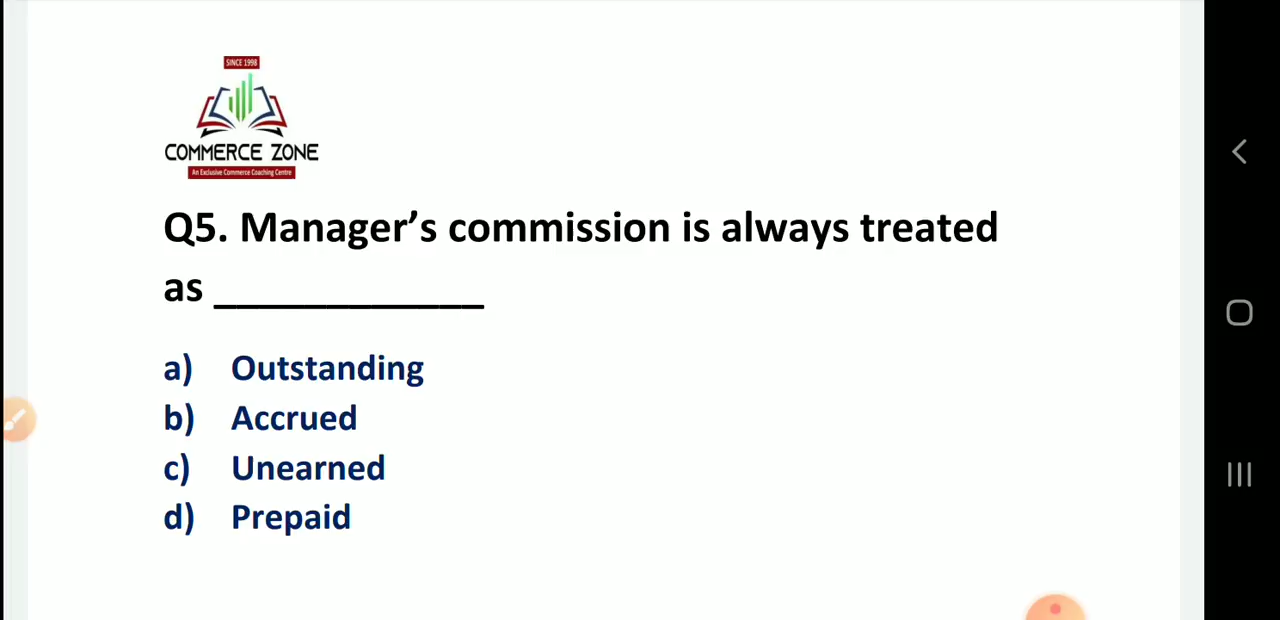 SINCE 1998
COMMERCE ZONE
An Exclusive Commerce Coaching Centre
Q5. Manager’s commission is always treated
as ____________
a) Outstanding
b) Accrued
c) Unearned
d) Prepaid